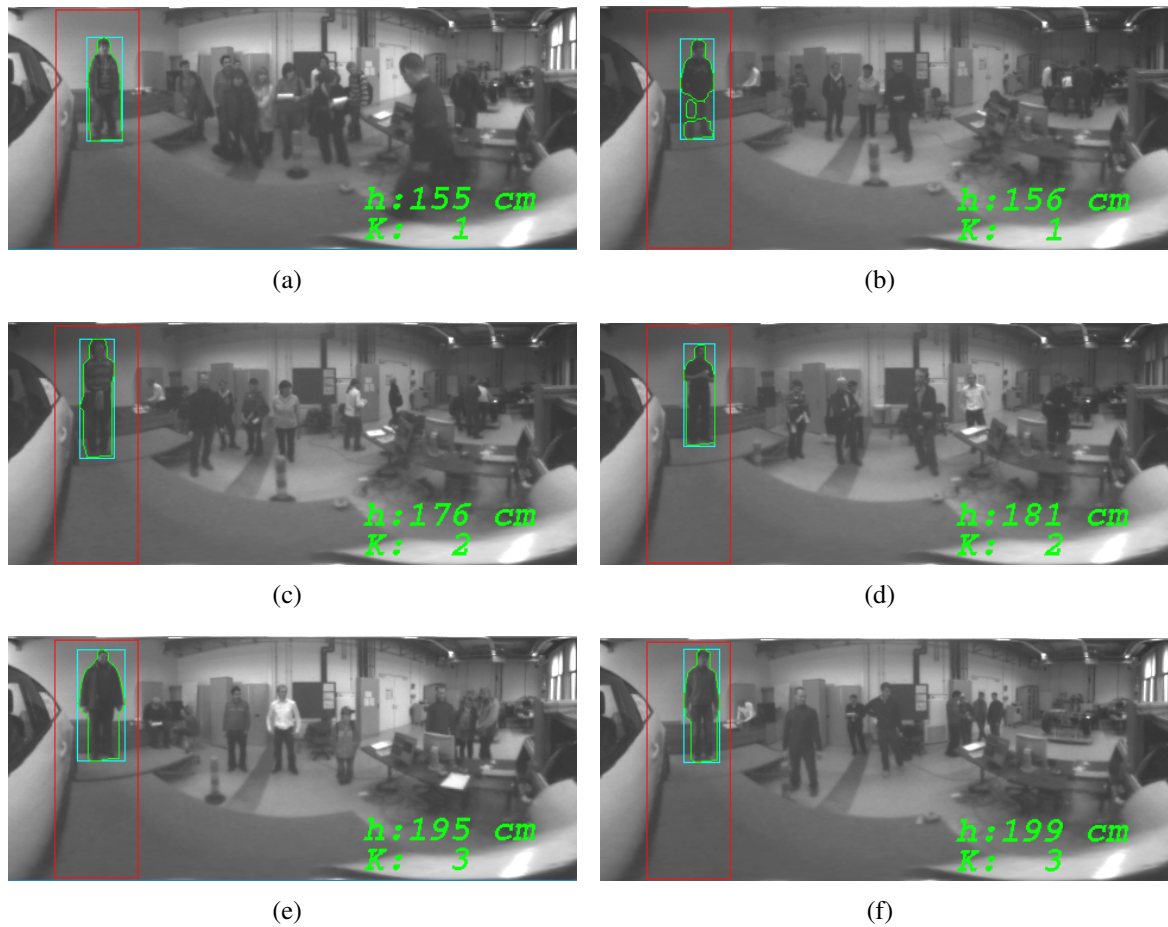 h:155 cm
K: 1
h:156 cm
K: 1
(a)
(b)
h:176 cm
K: 2
h:181 cm
K: 2
(c)
(d)
h:195 cm
K: 3
h:199 cm
K: 3
(e)
(f)